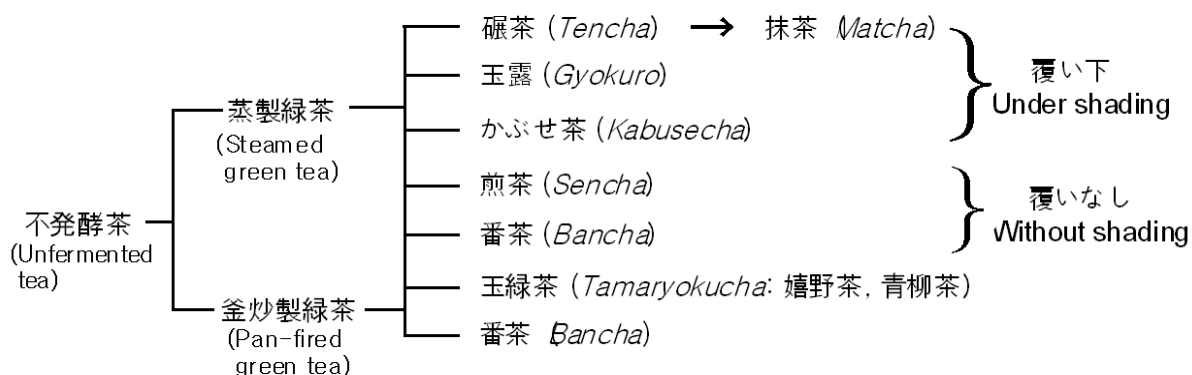 碾茶 (Tencha) → 抹茶 (Matcha)
玉露 (Gyokuro)
覆い下
Under shading
蒸製緑茶
(Steamed
green tea)
かぶせ茶 (Kabusecha)
煎茶 (Sencha)
不発酵茶
(Unfermented
tea)
番茶 (Bancha)
覆いなし
Without shading
釜炒製緑茶
(Pan-fired
green tea)
玉緑茶 (Tamaryokucha: 嬉野茶, 青柳茶)
番茶 (Bancha)